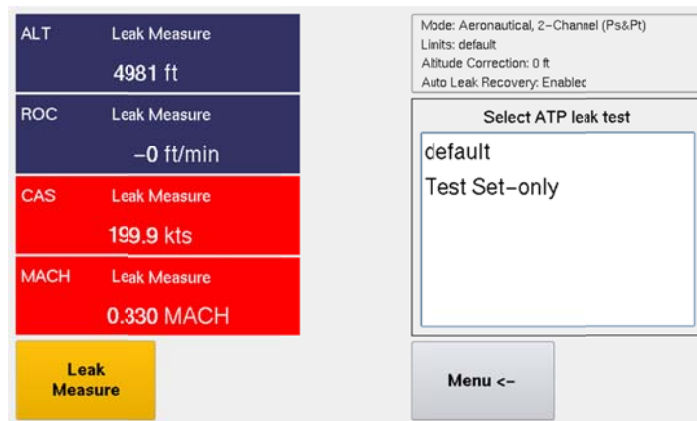 ALT Leak Measure
4981 ft
ROC Leak Measure
-0 ft/min
CAS Leak Measure
199.9 kts
MACH Leak Measure
0.330 MACH
Leak
Measure
Mode: Aeronautical, 2-Channel (Ps&Pt)
Limits: default
Altitude Correction: 0 ft
Auto Leak Recovery: Enabled
Select ATP leak test
default
Test Set-only
Menu <-